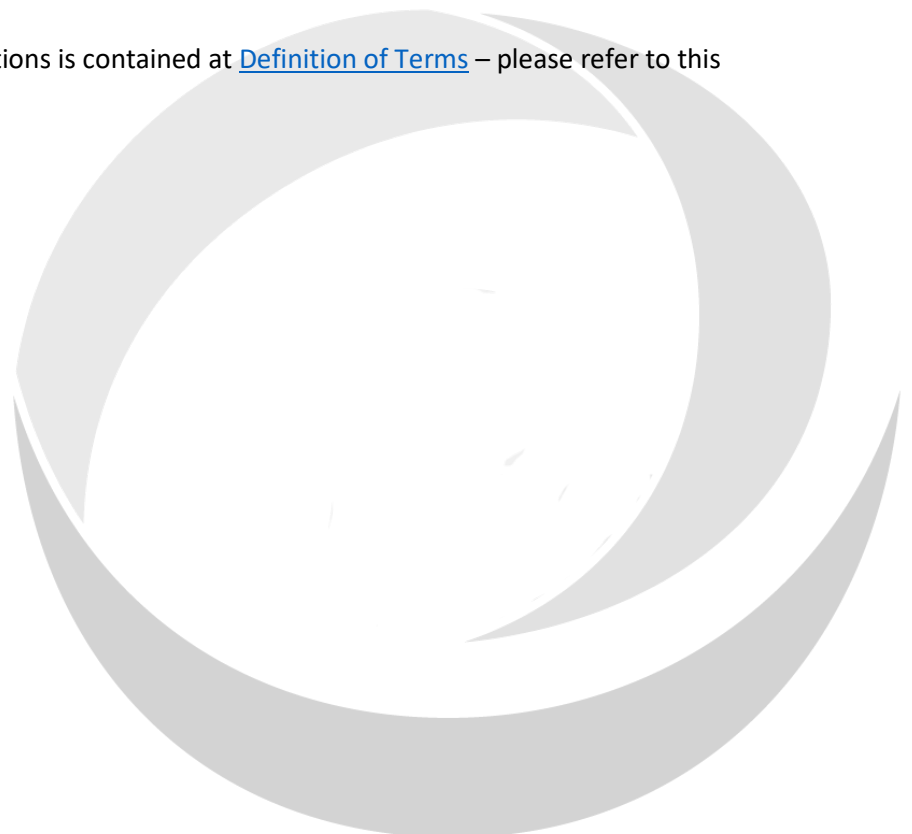 tions is contained at Definition of Terms – please refer to this